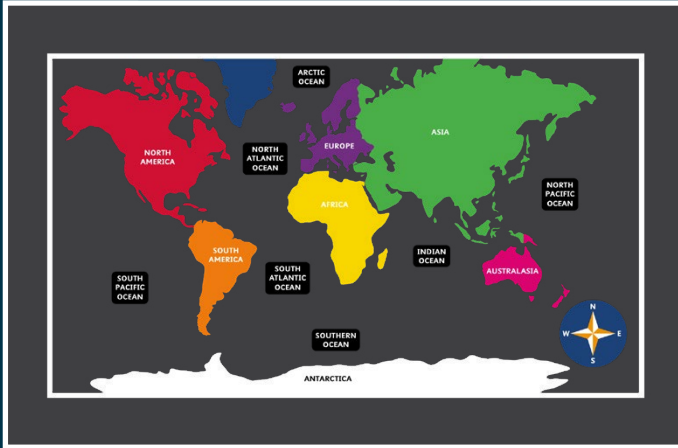 ARCTIC
OCEAN
NORTH
AMERICA
NORTH
ATLANTIC
OCEAN
EUROPE
ASIA
NORTH
PACIFIC
OCEAN
AFRICA
SOUTH
AMERICA
INDIAN
OCEAN
SOUTH
PACIFIC
OCEAN
SOUTH
ATLANTIC
OCEAN
AUSTRALASIA
SOUTHERN
OCEAN
N
W
E
S
ANTARCTICA